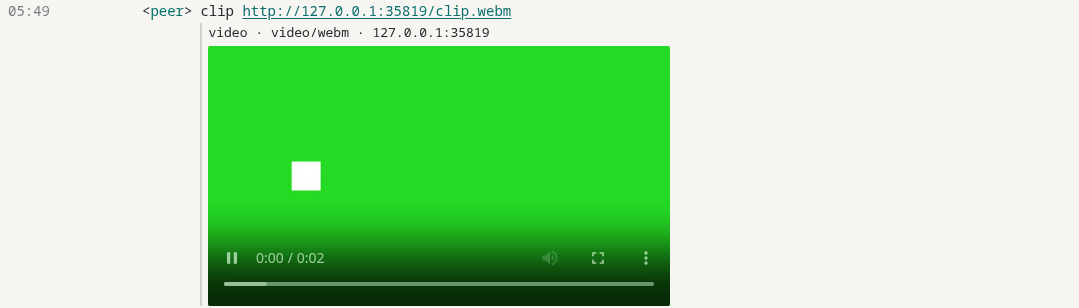 05:49 <peer> clip http://127.0.0.1:35819/clip.webm
video · video/webm · 127.0.0.1:35819
0:00 / 0:02